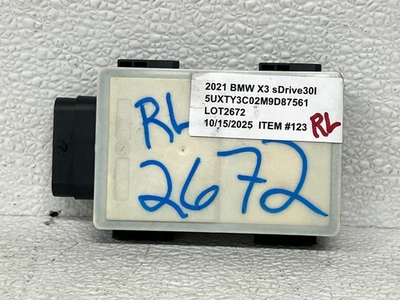 2021 BMW X3 sDrive30I
5UXTY3C02M9D87561
LOT2672
10/15/2025 ITEM #123
RL
RL
2672